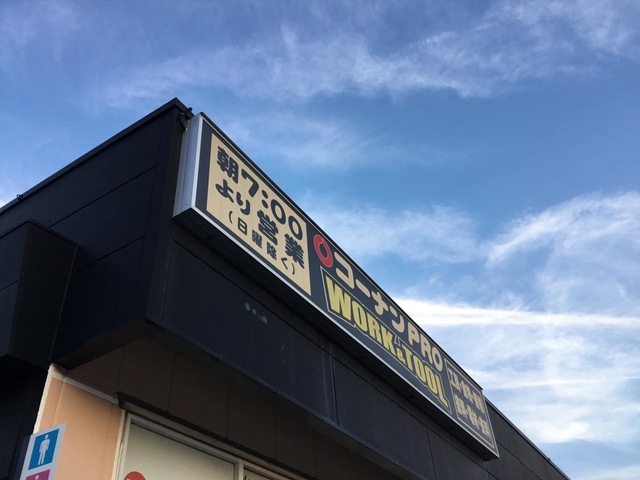 朝7:00
より営業
(日曜除く)
コーナンPRO
WORK&TOOL